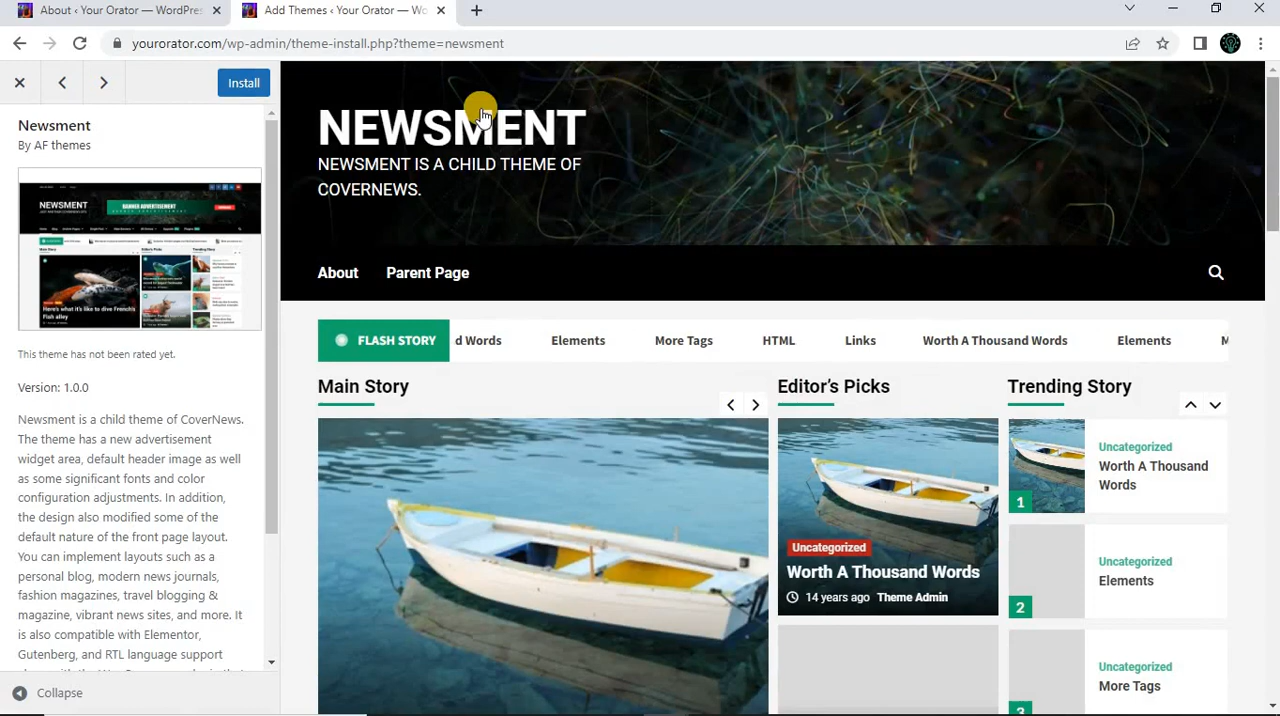 About ‹ Your Orator — WordPres
Add Themes ‹ Your Orator — Wo
yourorator.com/wp-admin/theme-install.php?theme=newsment
Install
Newsment
By AF themes
This theme has not been rated yet.
Version: 1.0.0
Newsment is a child theme of CoverNews.
The theme has a new advertisement
widget area, default header image as well
as some significant fonts and color
configuration adjustments. In addition,
the design also modified some of the
default nature of the front page layout.
You can implement layouts such as a
personal blog, modern news journals,
fashion magazines, travel blogging &
magazine, vibrant news sites, and more. It
is also compatible with Elementor,
Gutenberg, and RTL language support
Collapse
NEWSMENT
NEWSMENT IS A CHILD THEME OF
COVERNEWS.
About Parent Page
FLASH STORY d Words Elements More Tags HTML Links Worth A Thousand Words Elements M
Main Story
Editor's Picks
Uncategorized
Worth A Thousand Words
14 years ago Theme Admin
Trending Story
Uncategorized
Worth A Thousand
Words
1
Uncategorized
Elements
2
Uncategorized
More Tags
3